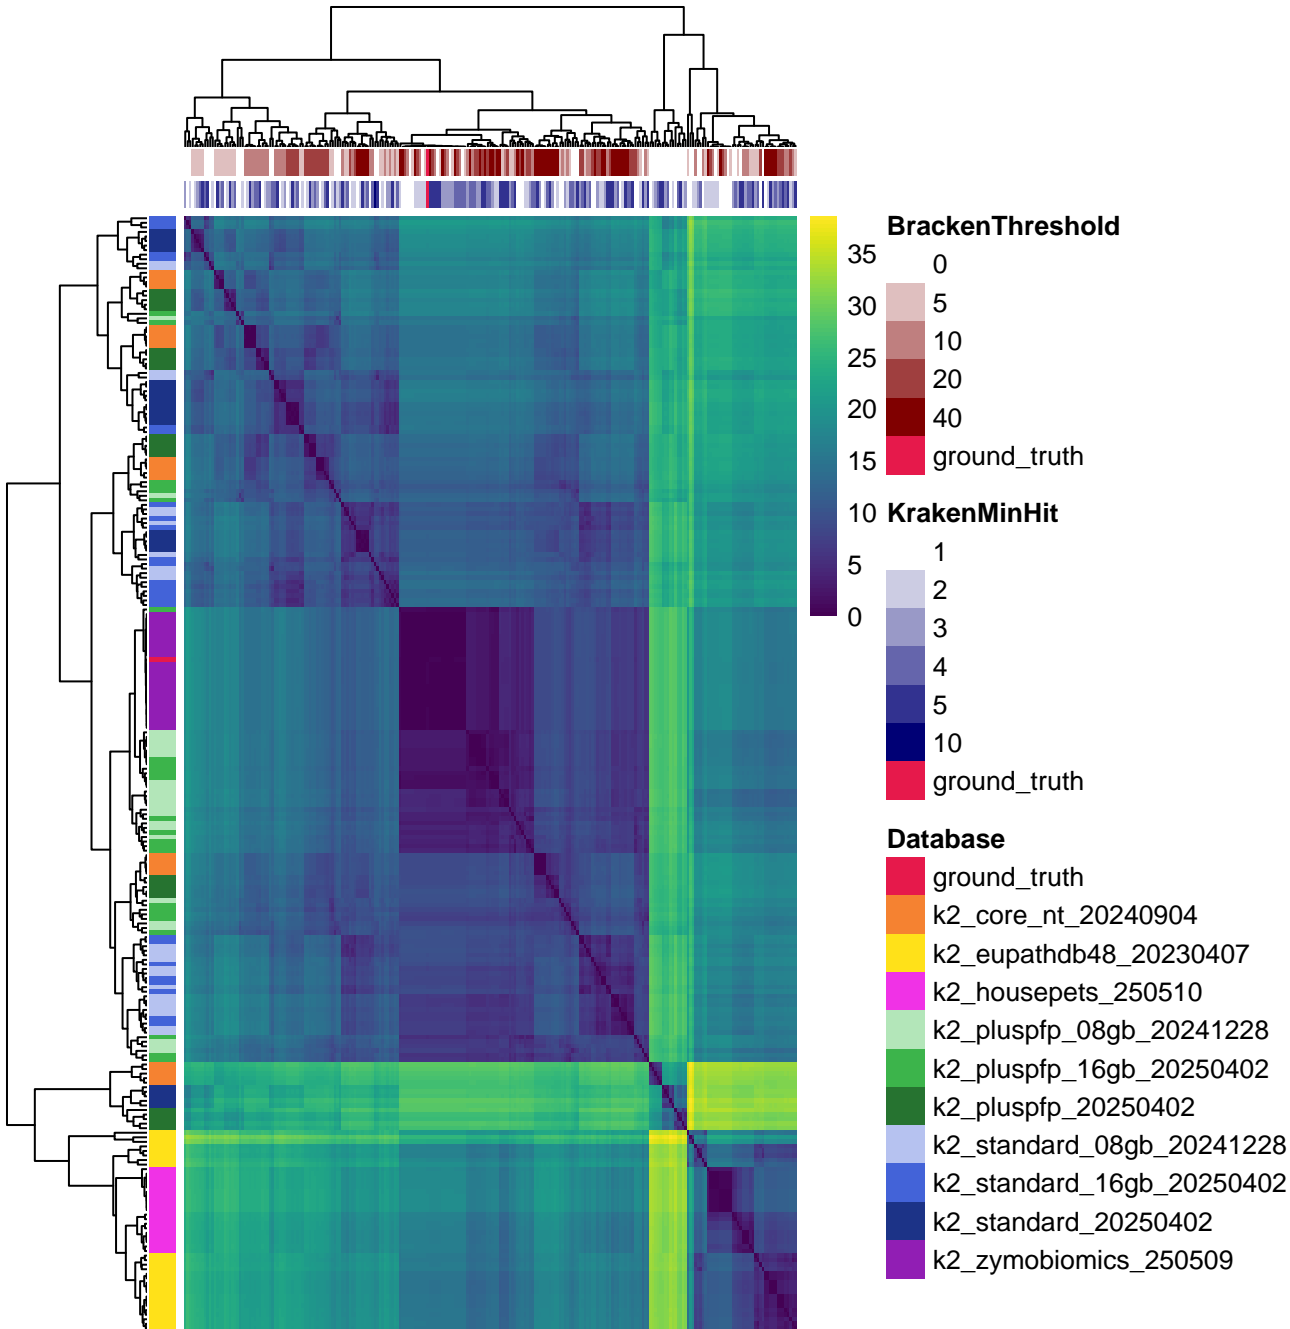 BrackenThreshold
0
5
10
20
40
ground_truth
35
30
25
20
15
10
5
0
KrakenMinHit
1
2
3
4
5
10
ground_truth
Database
ground_truth
k2_core_nt_20240904
k2_eupathdb48_20230407
k2_housepets_250510
k2_pluspfp_08gb_20241228
k2_pluspfp_16gb_20250402
k2_pluspfp_20250402
k2_standard_08gb_20241228
k2_standard_16gb_20250402
k2_standard_20250402
k2_zymobiomics_250509